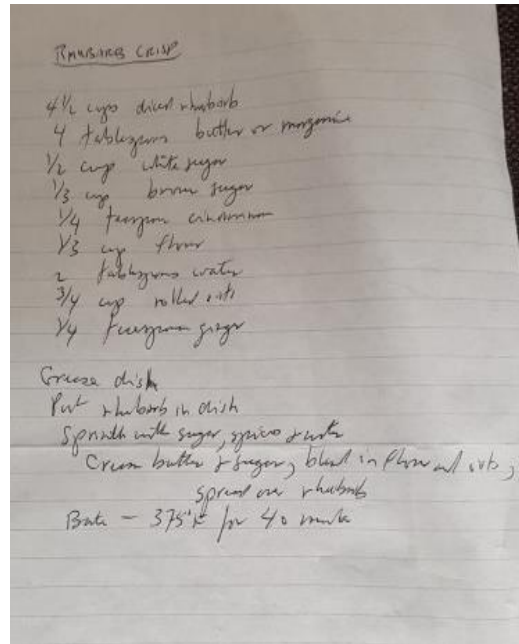 RHUBARB CRISP
4 1/2 cups diced rhubarb
4 tablespoons butter or margarine
1/2 cup white sugar
1/3 cup brown sugar
1/4 teaspoon cinnamon
1/3 cup flour
2 tablespoons water
3/4 cup rolled oats
1/4 teaspoon ginger
Grease dish
Put rhubarb in dish
Sprinkle with sugar, spices & water
Cream butter & sugar, blend in flour and oats,
spread over rhubarb
Bake - 375°F for 40 minutes